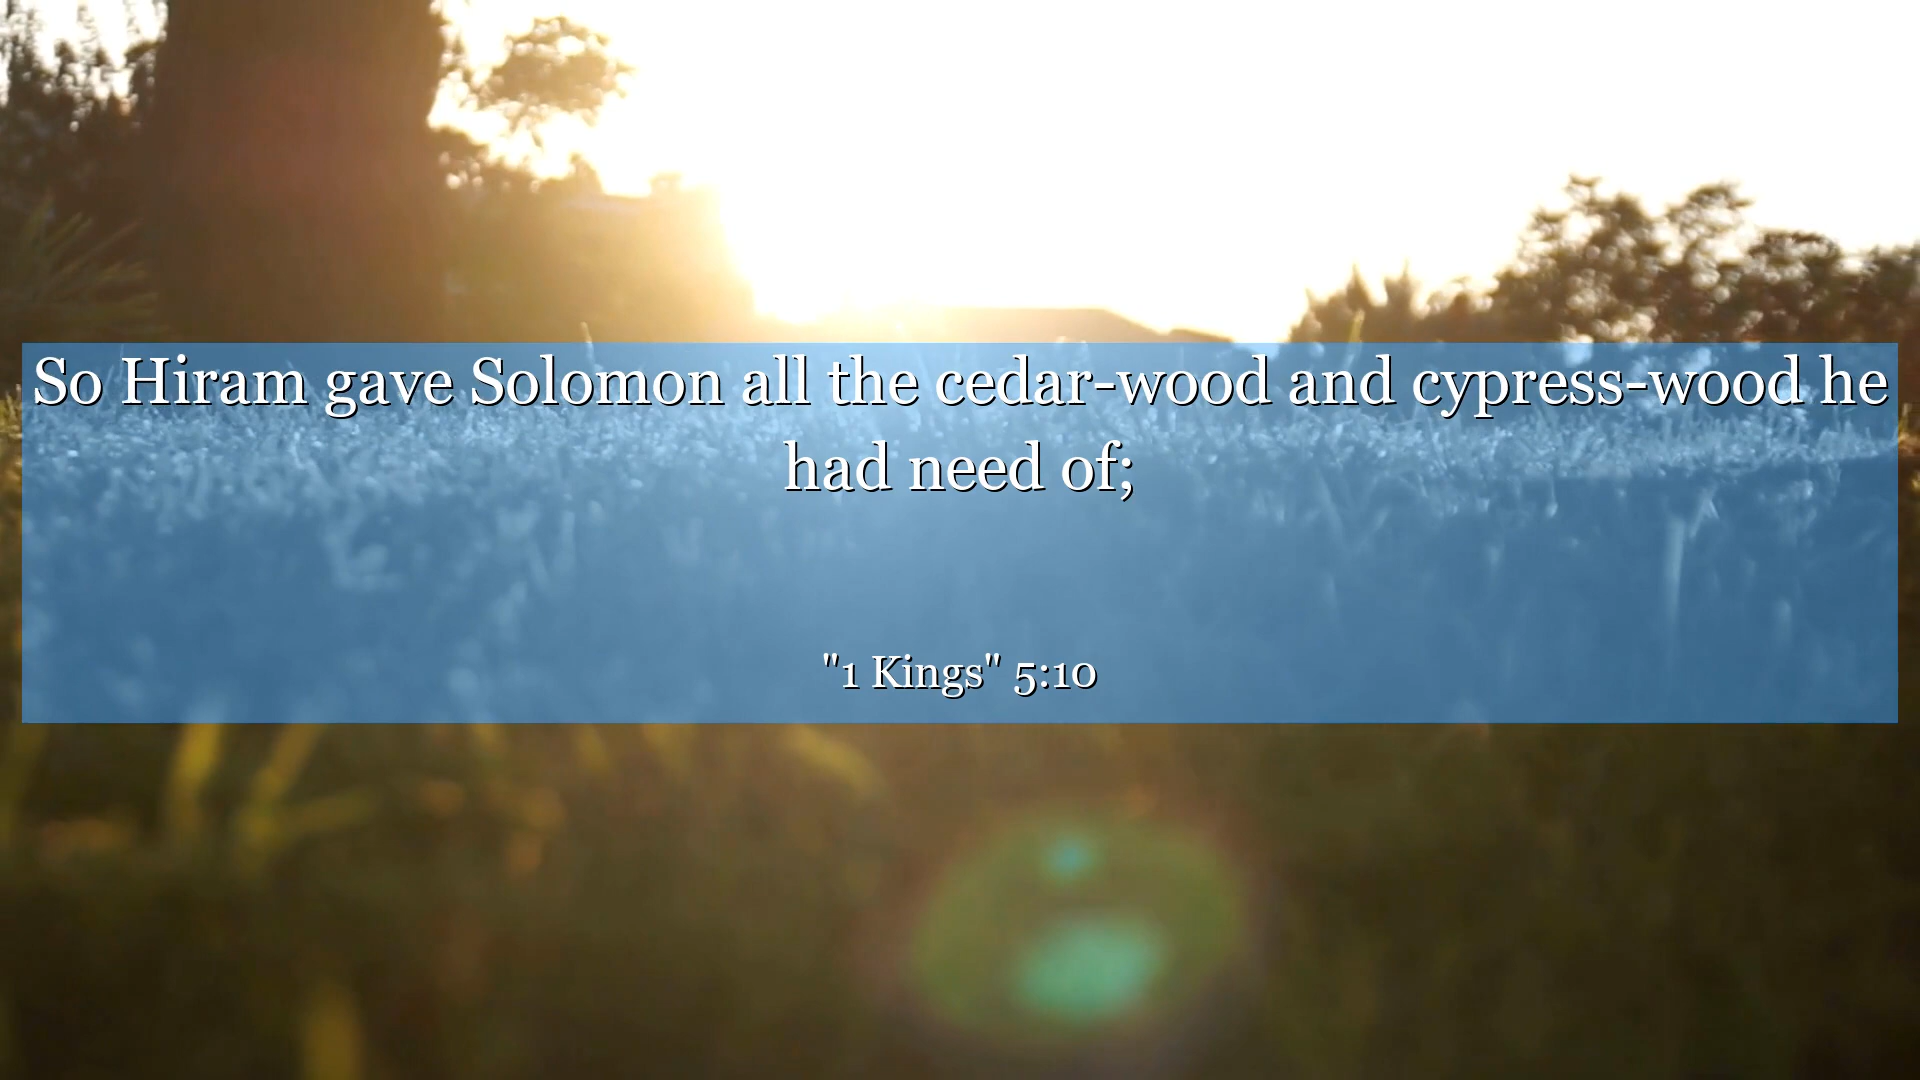 So Hiram gave Solomon all the cedar-wood and cypress-wood he
had need of;
"1 Kings" 5:10